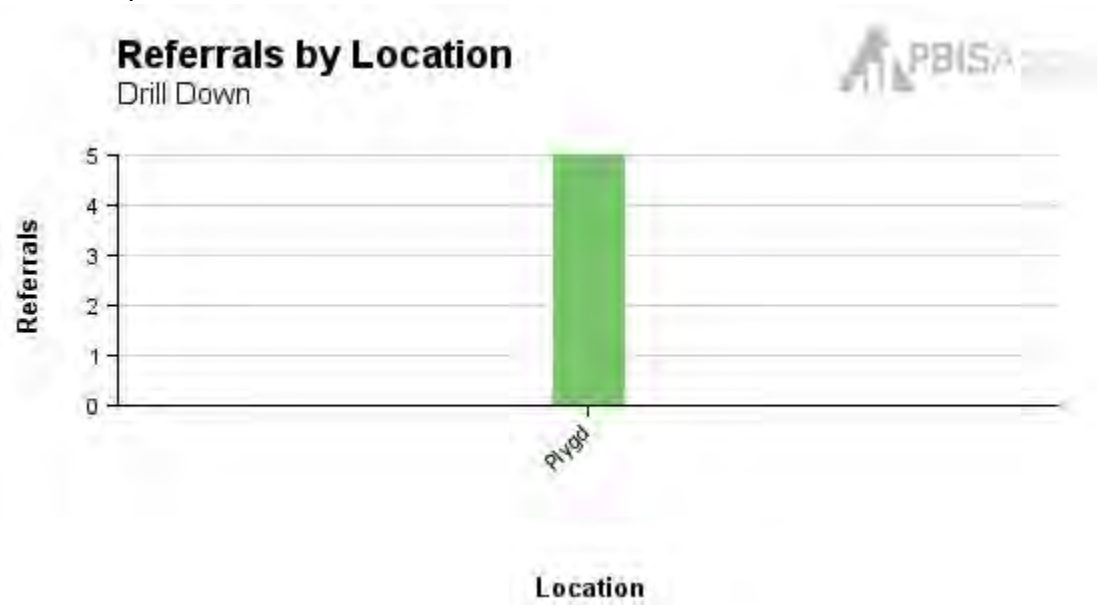 Referrals by Location
Drill Down
PBISA
5
4
3
2
1
0
Referrals
Plygd
Location